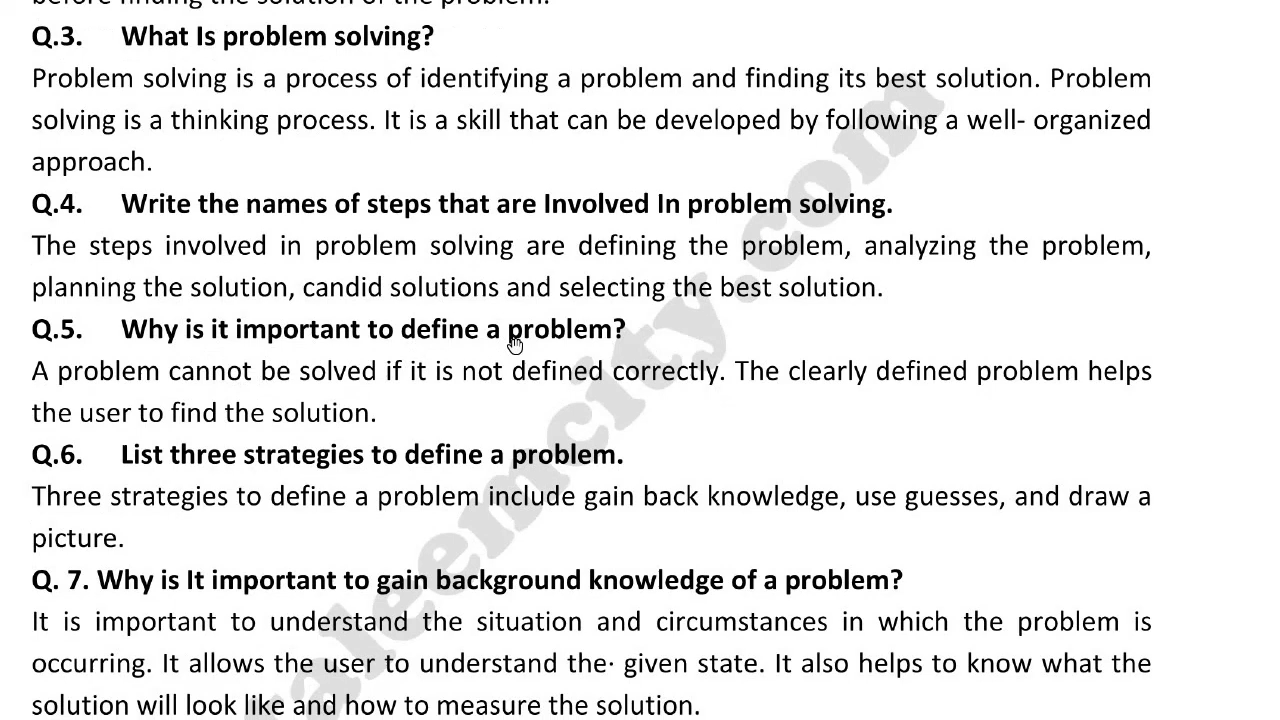 before finding the solution of the problem.
Q.3. What Is problem solving?
Problem solving is a process of identifying a problem and finding its best solution. Problem
solving is a thinking process. It is a skill that can be developed by following a well- organized
approach.
Q.4. Write the names of steps that are Involved In problem solving.
The steps involved in problem solving are defining the problem, analyzing the problem,
planning the solution, candid solutions and selecting the best solution.
Q.5. Why is it important to define a problem?
A problem cannot be solved if it is not defined correctly. The clearly defined problem helps
the user to find the solution.
Q.6. List three strategies to define a problem.
Three strategies to define a problem include gain back knowledge, use guesses, and draw a
picture.
Q. 7. Why is It important to gain background knowledge of a problem?
It is important to understand the situation and circumstances in which the problem is
occurring. It allows the user to understand the· given state. It also helps to know what the
solution will look like and how to measure the solution.
taleemcity.com